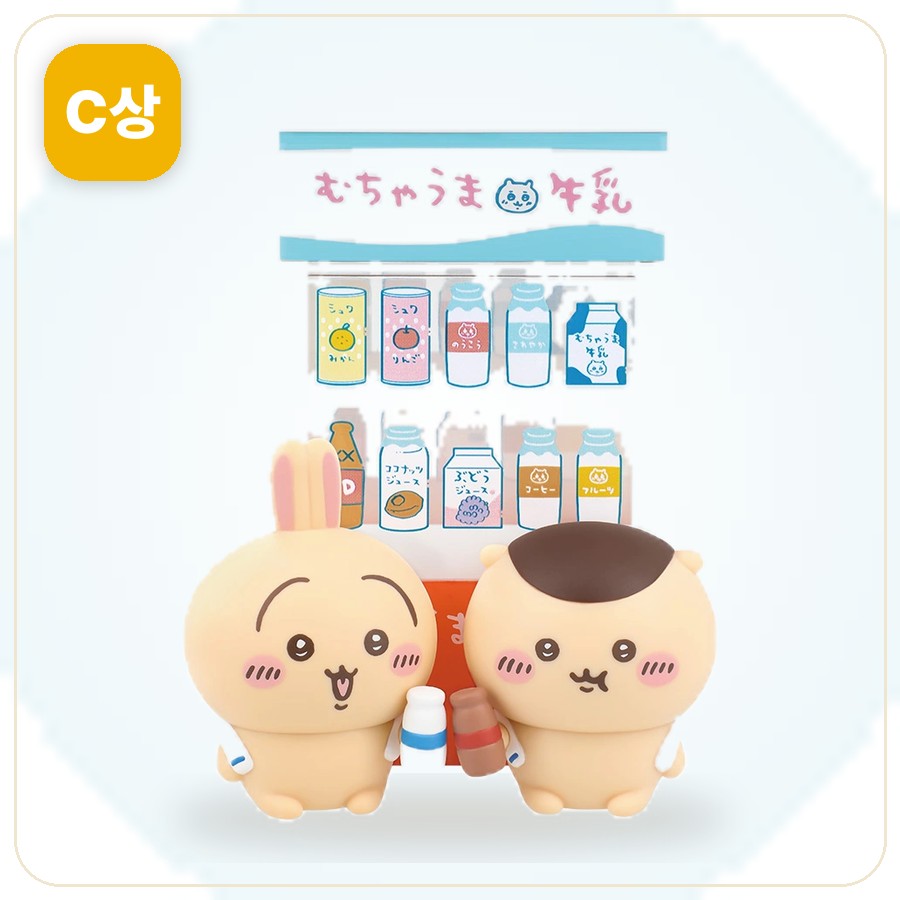 C상
むちゃうま牛乳
シュワ
みかん
シュワ
りんご
のうこう
さわやか
むちゃうま
牛乳
ココナッツ
ジュース
ぶどう
ジュース
コーヒー
フルーツ